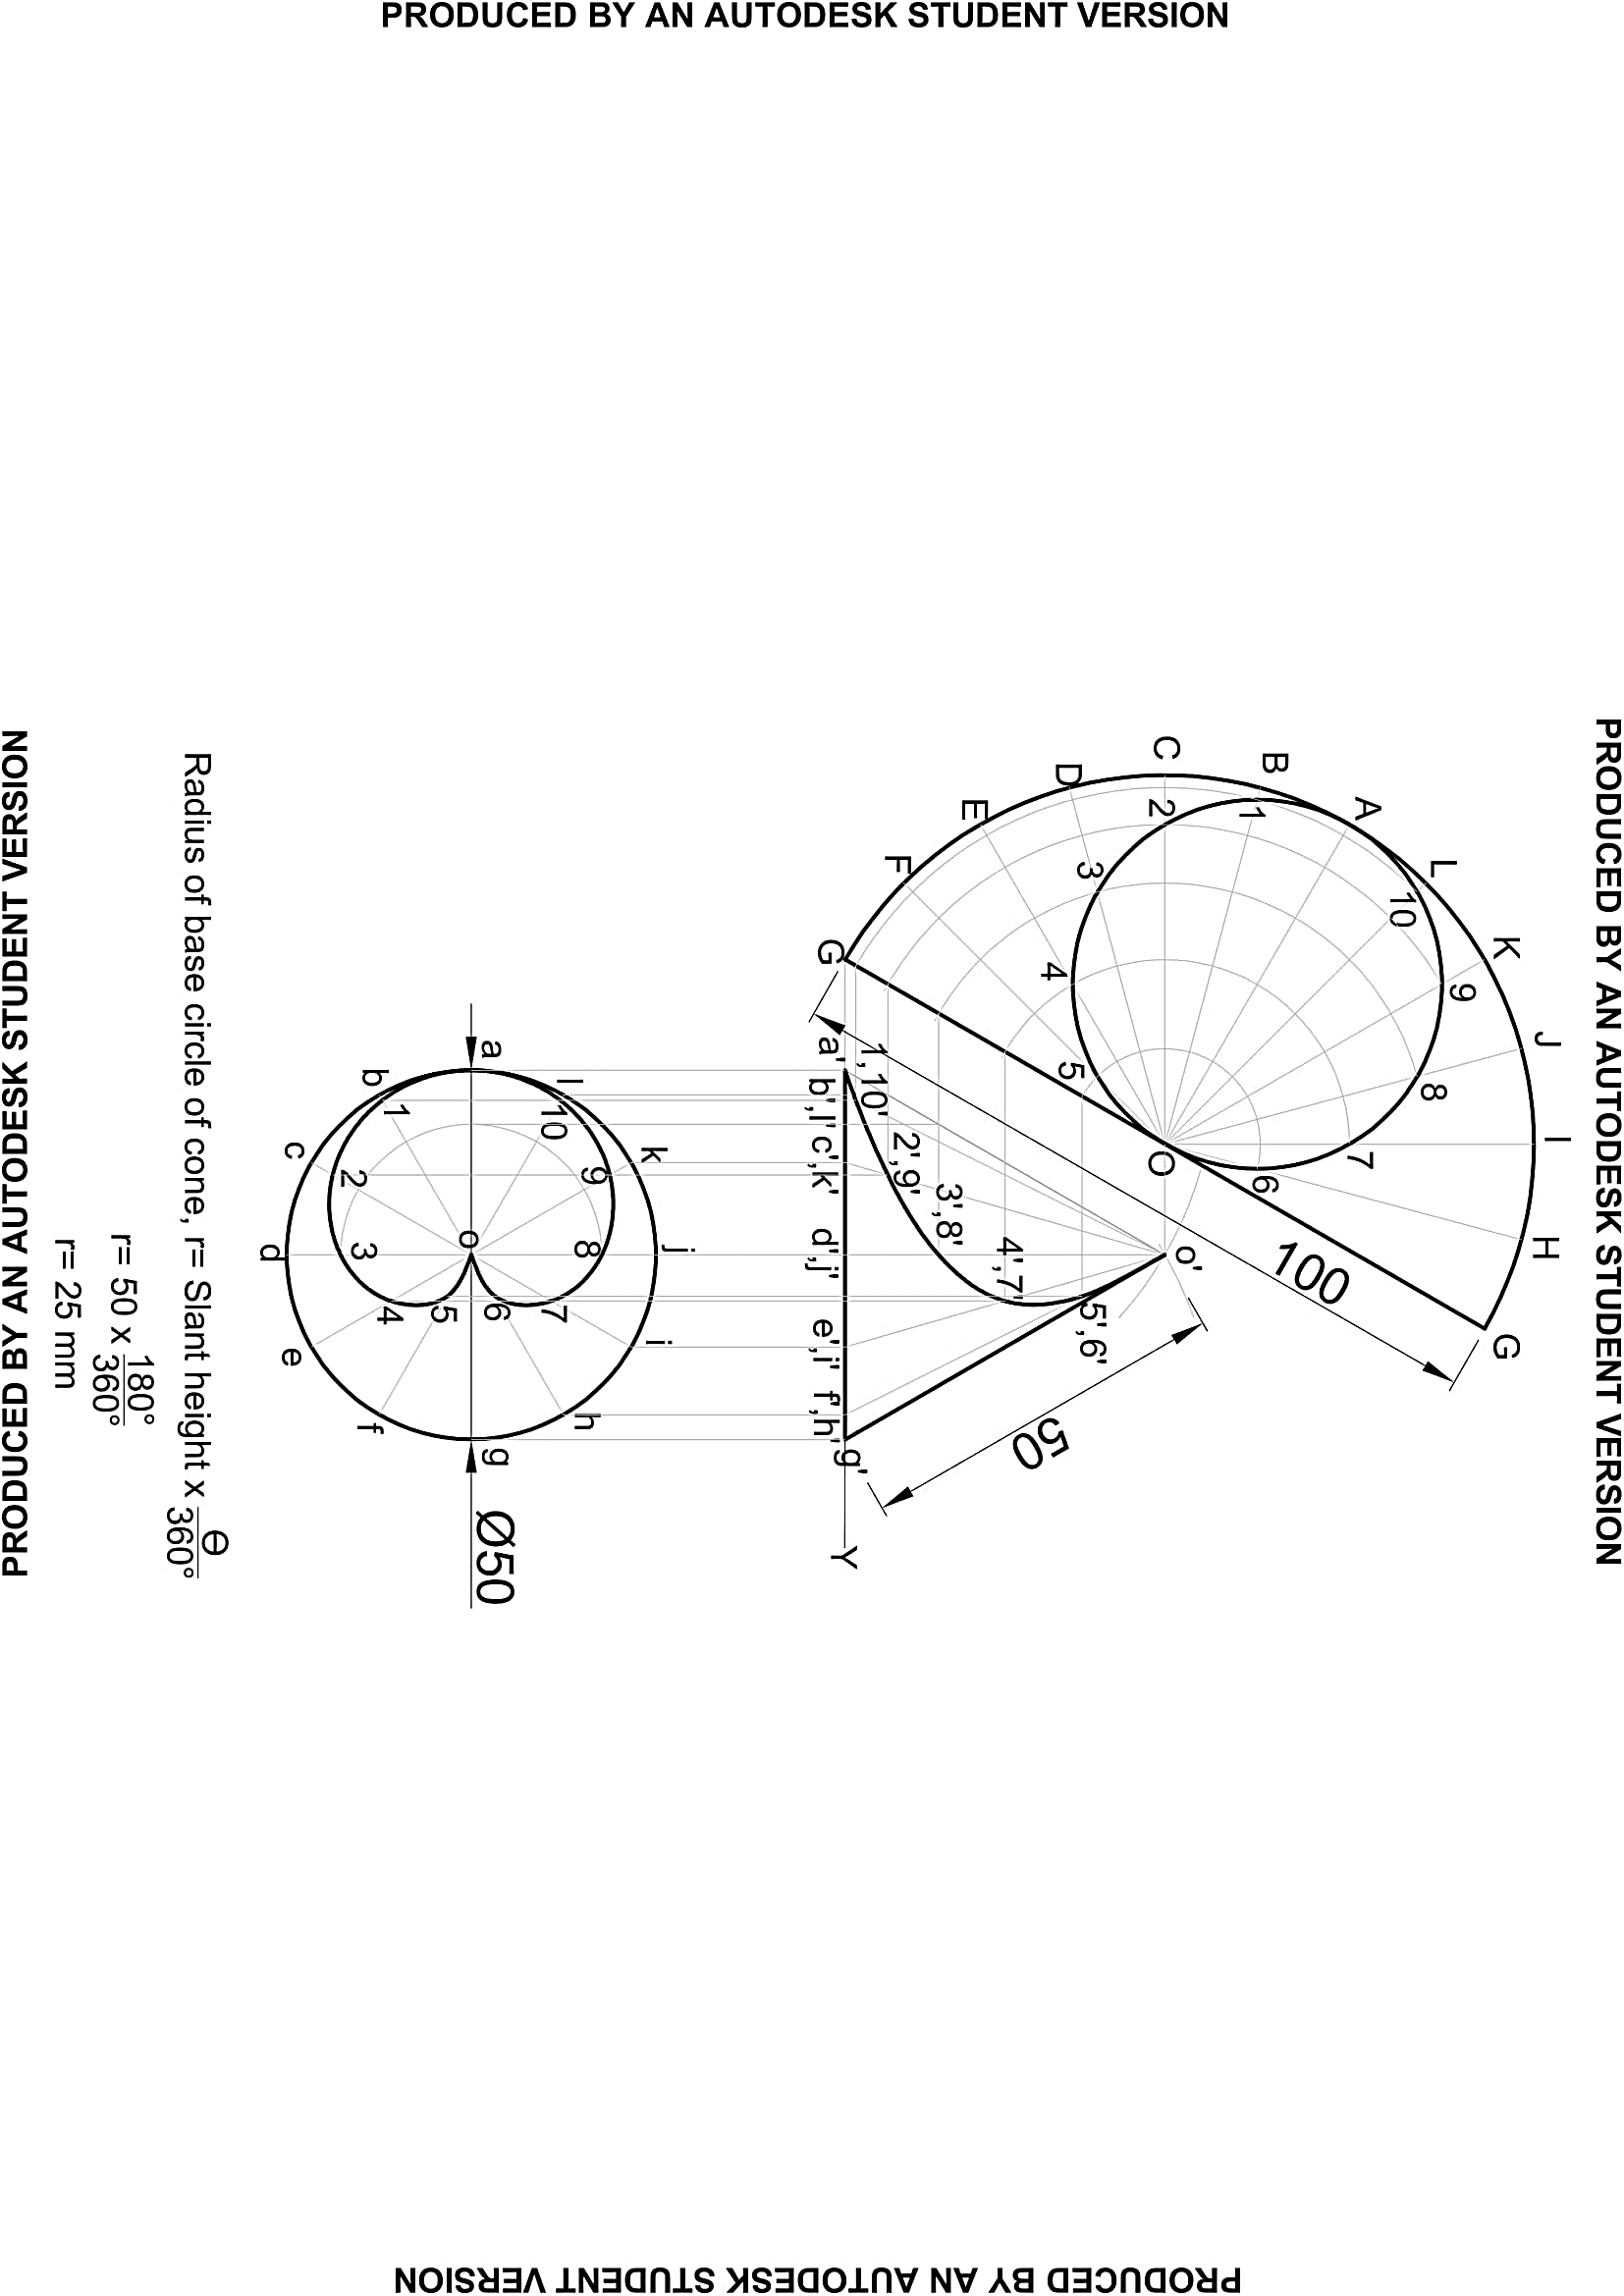 PRODUCED BY AN AUTODESK STUDENT VERSION
PRODUCED BY AN AUTODESK STUDENT VERSION
G
H
I
J
K
L
A
B
C
D
E
F
G
1
2
3
4
5
6
7
8
9
10
O
100
50
o'
5',6'
4',7'
3',8'
2',9'
1',10'
a'
b',l'
c',k'
d',j'
e',i'
f',h'
g'
Y
a
b
c
d
e
f
g
h
i
j
k
l
o
1
2
3
4
5
6
7
8
9
10
Ø50
Radius of base circle of cone, r= Slant height x θ
360°
r= 50 x 180°
360°
r= 25 mm
PRODUCED BY AN AUTODESK STUDENT VERSION
PRODUCED BY AN AUTODESK STUDENT VERSION